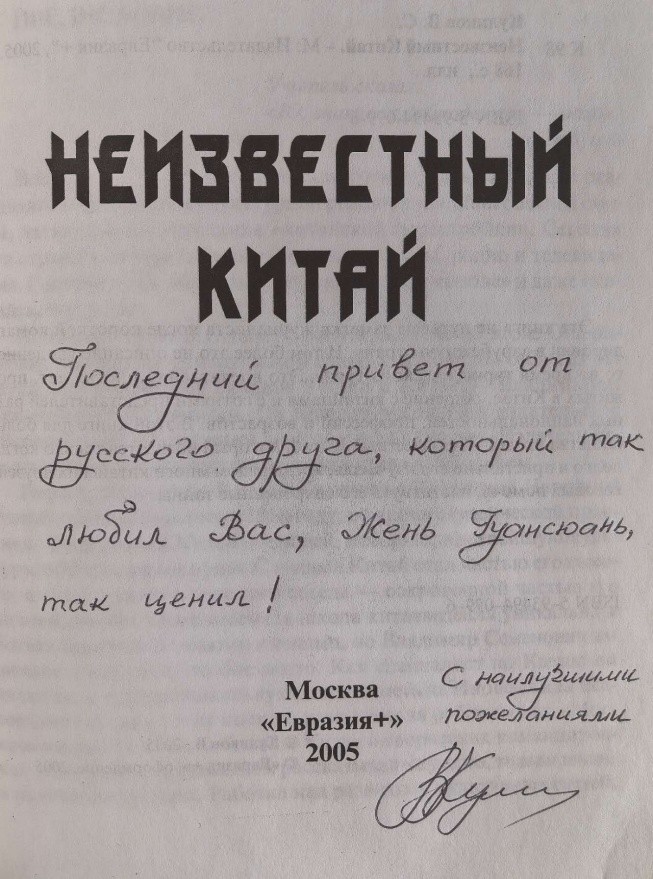 НЕИЗВЕСТНЫЙ
КИТАЙ
Последний привет от
русского друга, который так
любил Вас, Жень Гуансюань,
так ценил!
Москва
«Евразия+»
2005
С наилучшими
пожеланиями